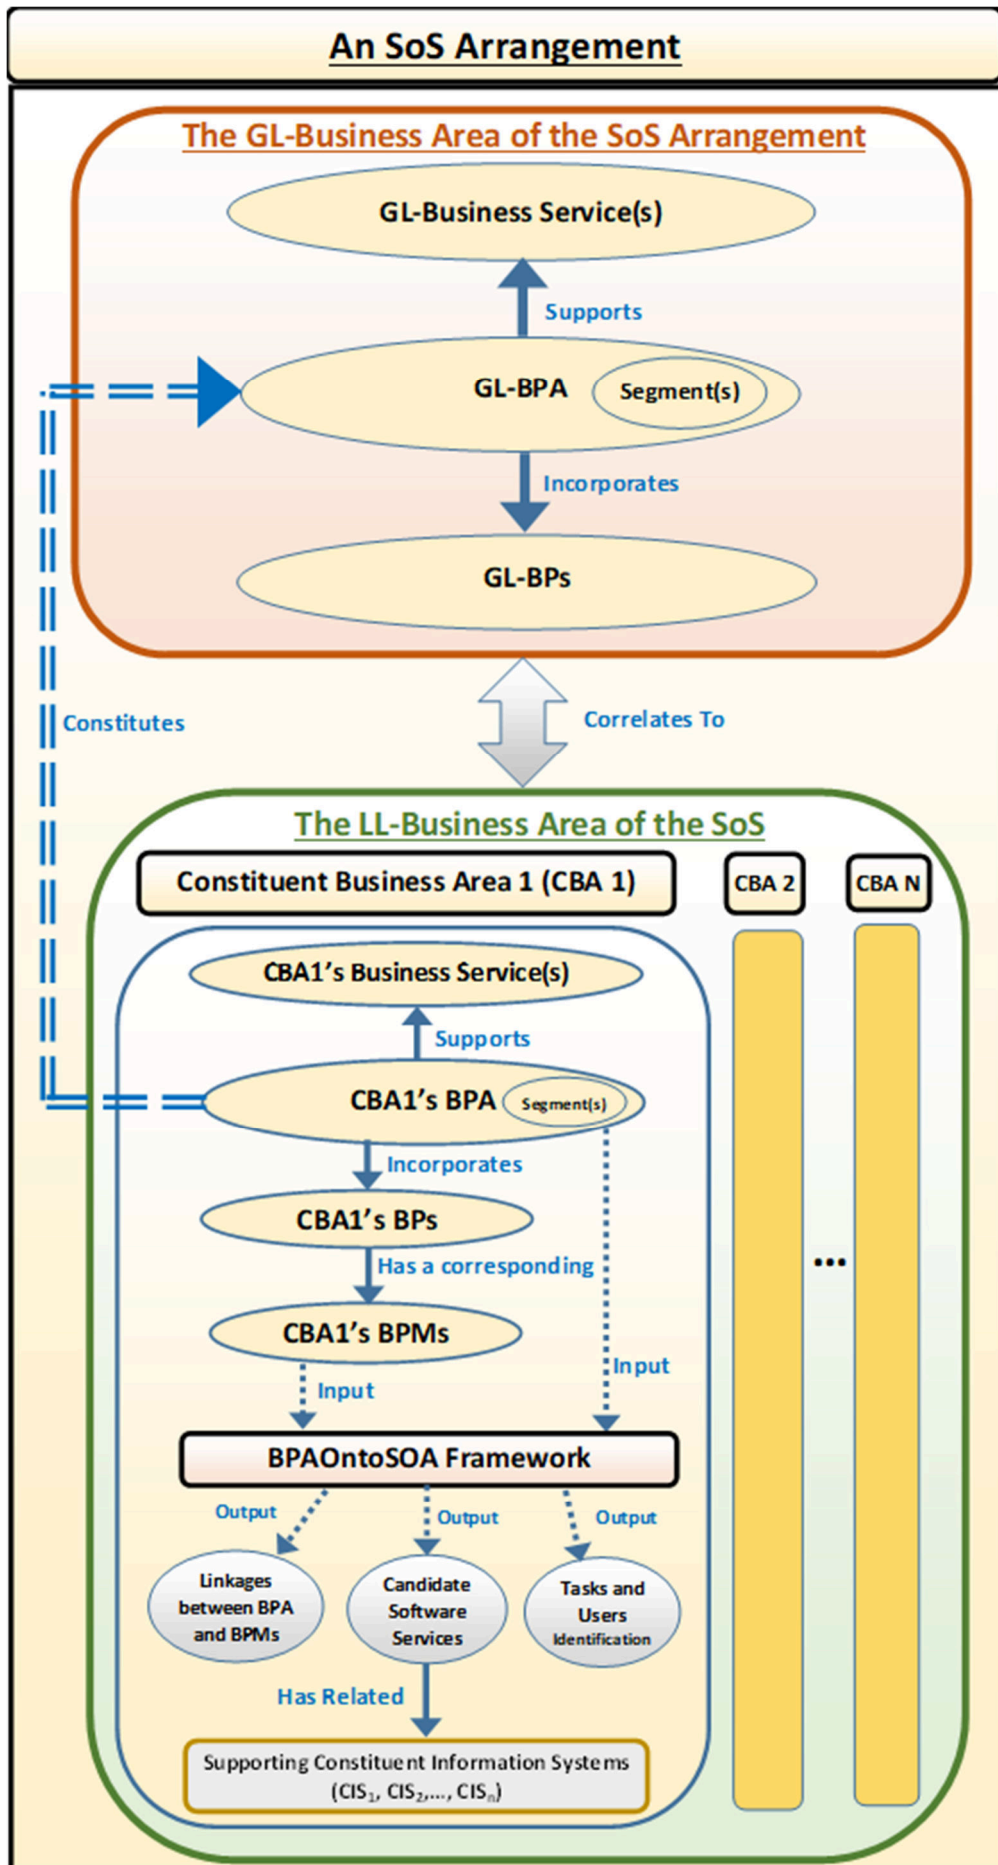 An SoS Arrangement
The GL-Business Area of the SoS Arrangement
GL-Business Service(s)
Supports
GL-BPA
Segment(s)
Incorporates
GL-BPs
Constitutes
Correlates To
The LL-Business Area of the SoS
Constituent Business Area 1 (CBA 1)
CBA 2
CBA N
CBA1's Business Service(s)
Supports
CBA1's BPA
Segment(s)
Incorporates
CBA1's BPs
Has a corresponding
...
CBA1's BPMs
Input
Input
BPAOntoSOA Framework
Output
Output
Output
Linkages
between BPA
and BPMs
Candidate
Software
Services
Tasks and
Users
Identification
Has Related
Supporting Constituent Information Systems
(CIS₁, CIS₂,..., CISₙ)